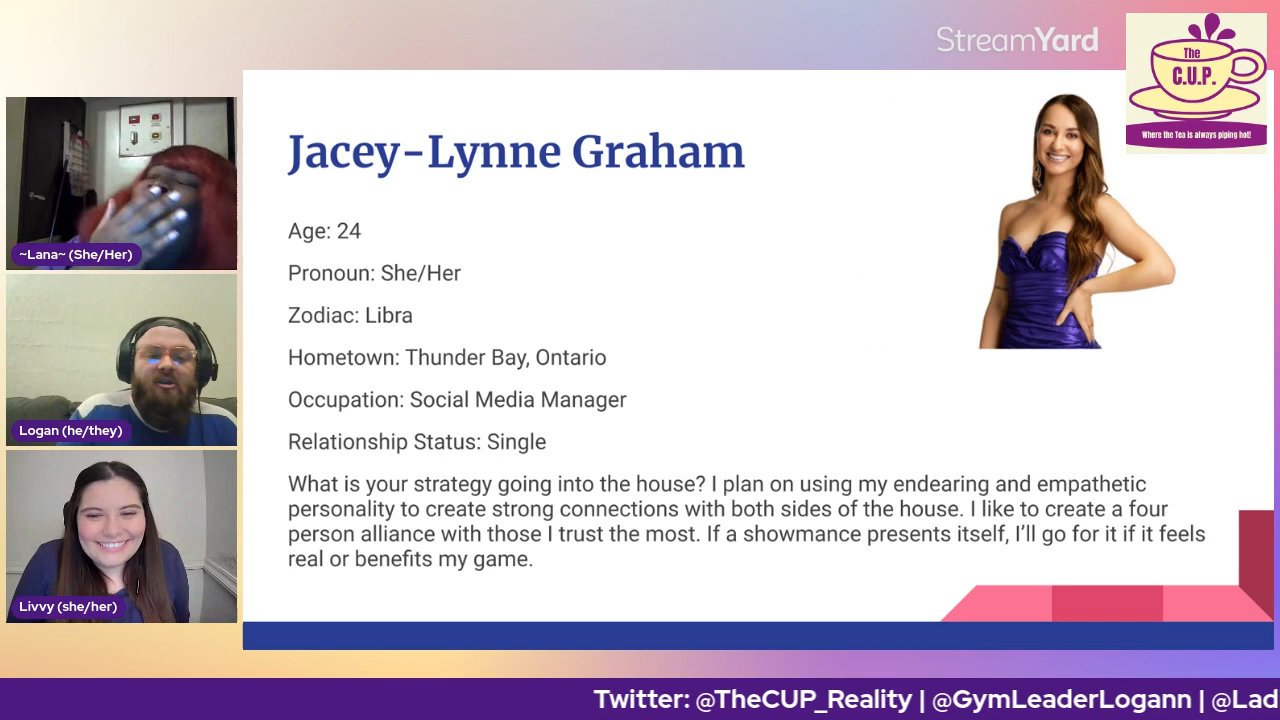 StreamYard
The
C.U.P.
Where the Tea is always piping hot!
Jacey-Lynne Graham
Age: 24
Pronoun: She/Her
Zodiac: Libra
Hometown: Thunder Bay, Ontario
Occupation: Social Media Manager
Relationship Status: Single
What is your strategy going into the house? I plan on using my endearing and empathetic
personality to create strong connections with both sides of the house. I like to create a four
person alliance with those I trust the most. If a showmance presents itself, I’ll go for it if it feels
real or benefits my game.
~Lana~ (She/Her)
Logan (he/they)
Livvy (she/her)
Twitter: @TheCUP_Reality | @GymLeaderLogann | @Lad